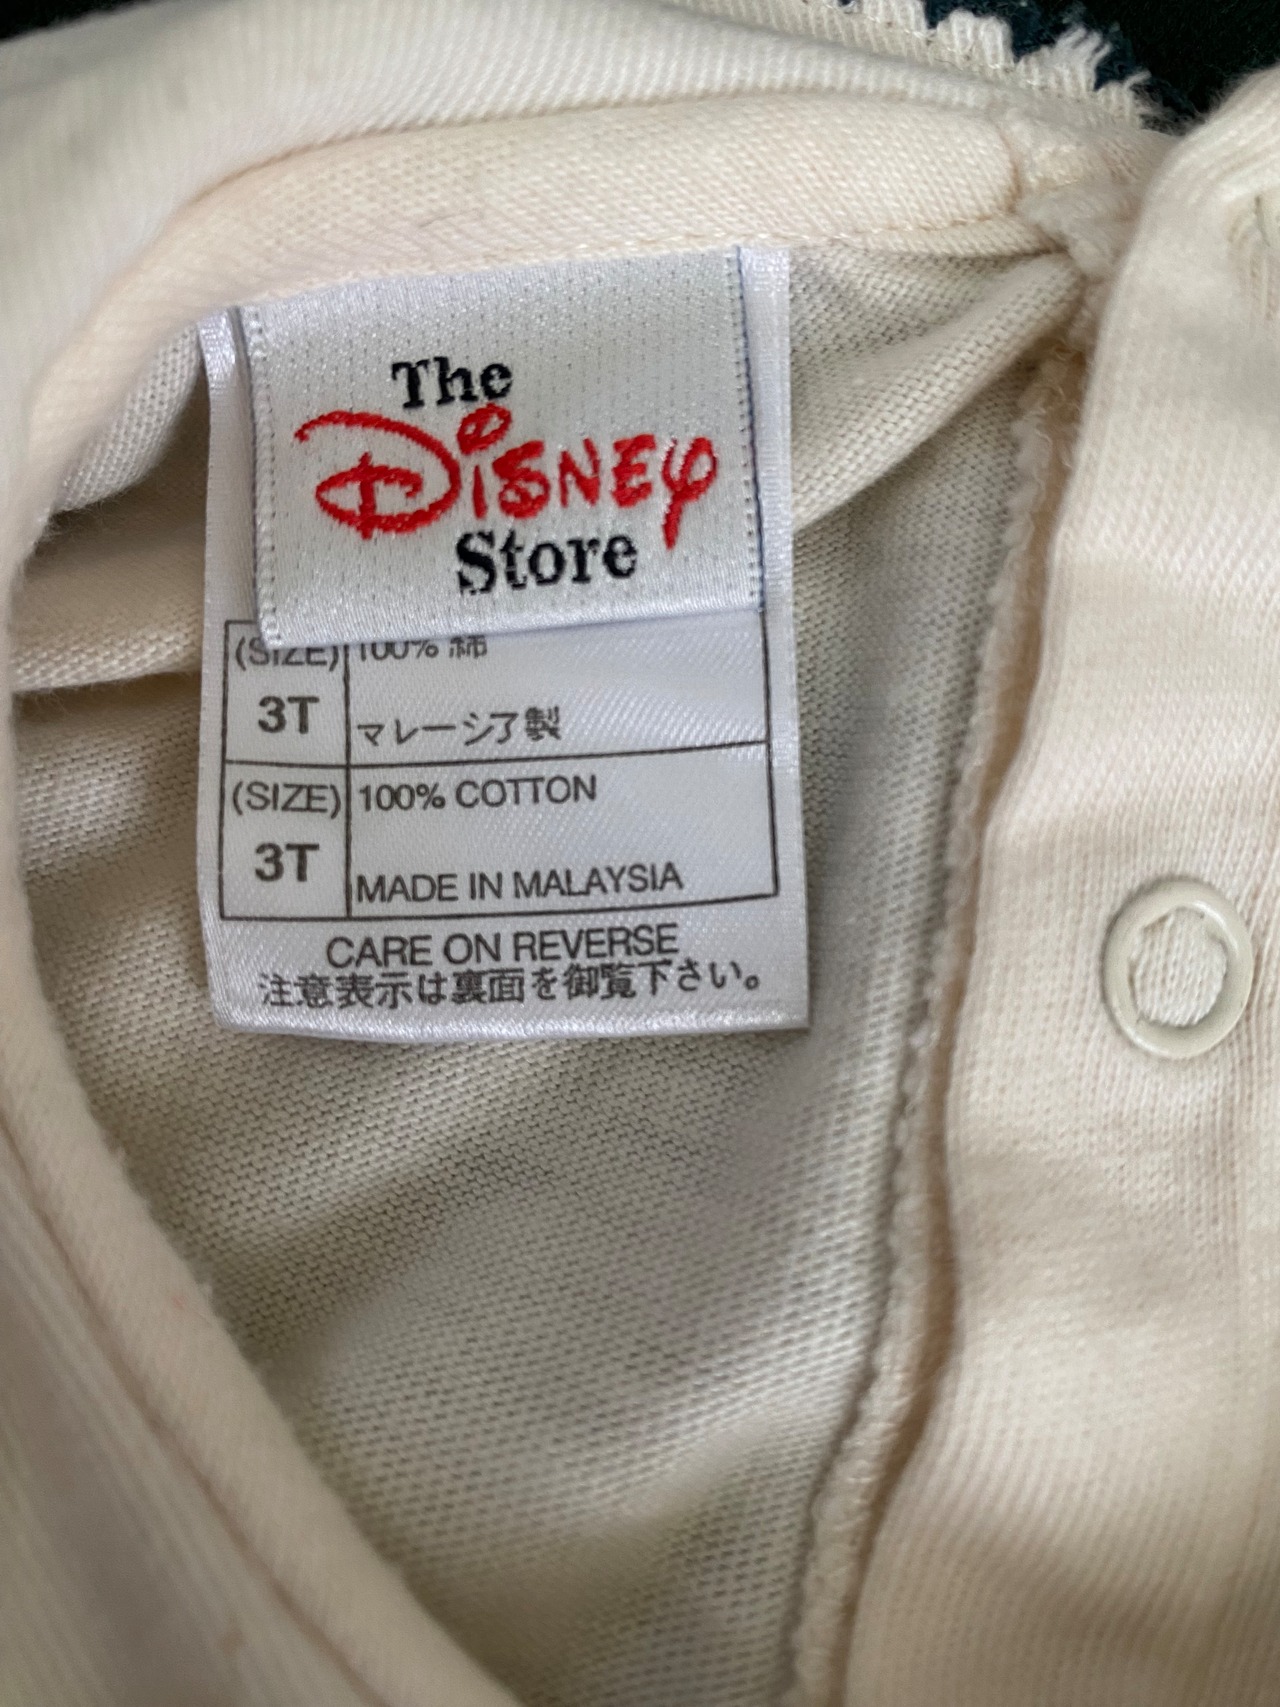 The
Disney
Store
(SIZE) 100% 綿
3T
マレーシア製
(SIZE) 100% COTTON
3T
MADE IN MALAYSIA
CARE ON REVERSE
注意表示は裏面を御覧下さい。